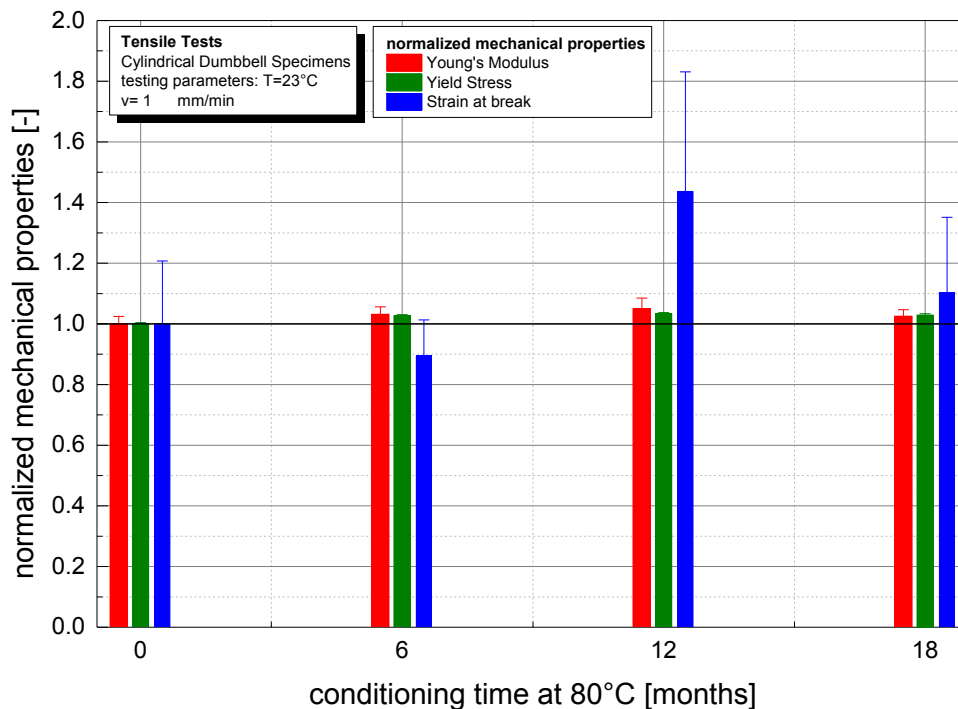 normalized mechanical properties [-]
2.0
1.8
1.6
1.4
1.2
1.0
0.8
0.6
0.4
0.2
0.0
Tensile Tests
Cylindrical Dumbbell Specimens
testing parameters: T=23°C
v= 1 mm/min
normalized mechanical properties
Young's Modulus
Yield Stress
Strain at break
0
6
12
18
conditioning time at 80°C [months]